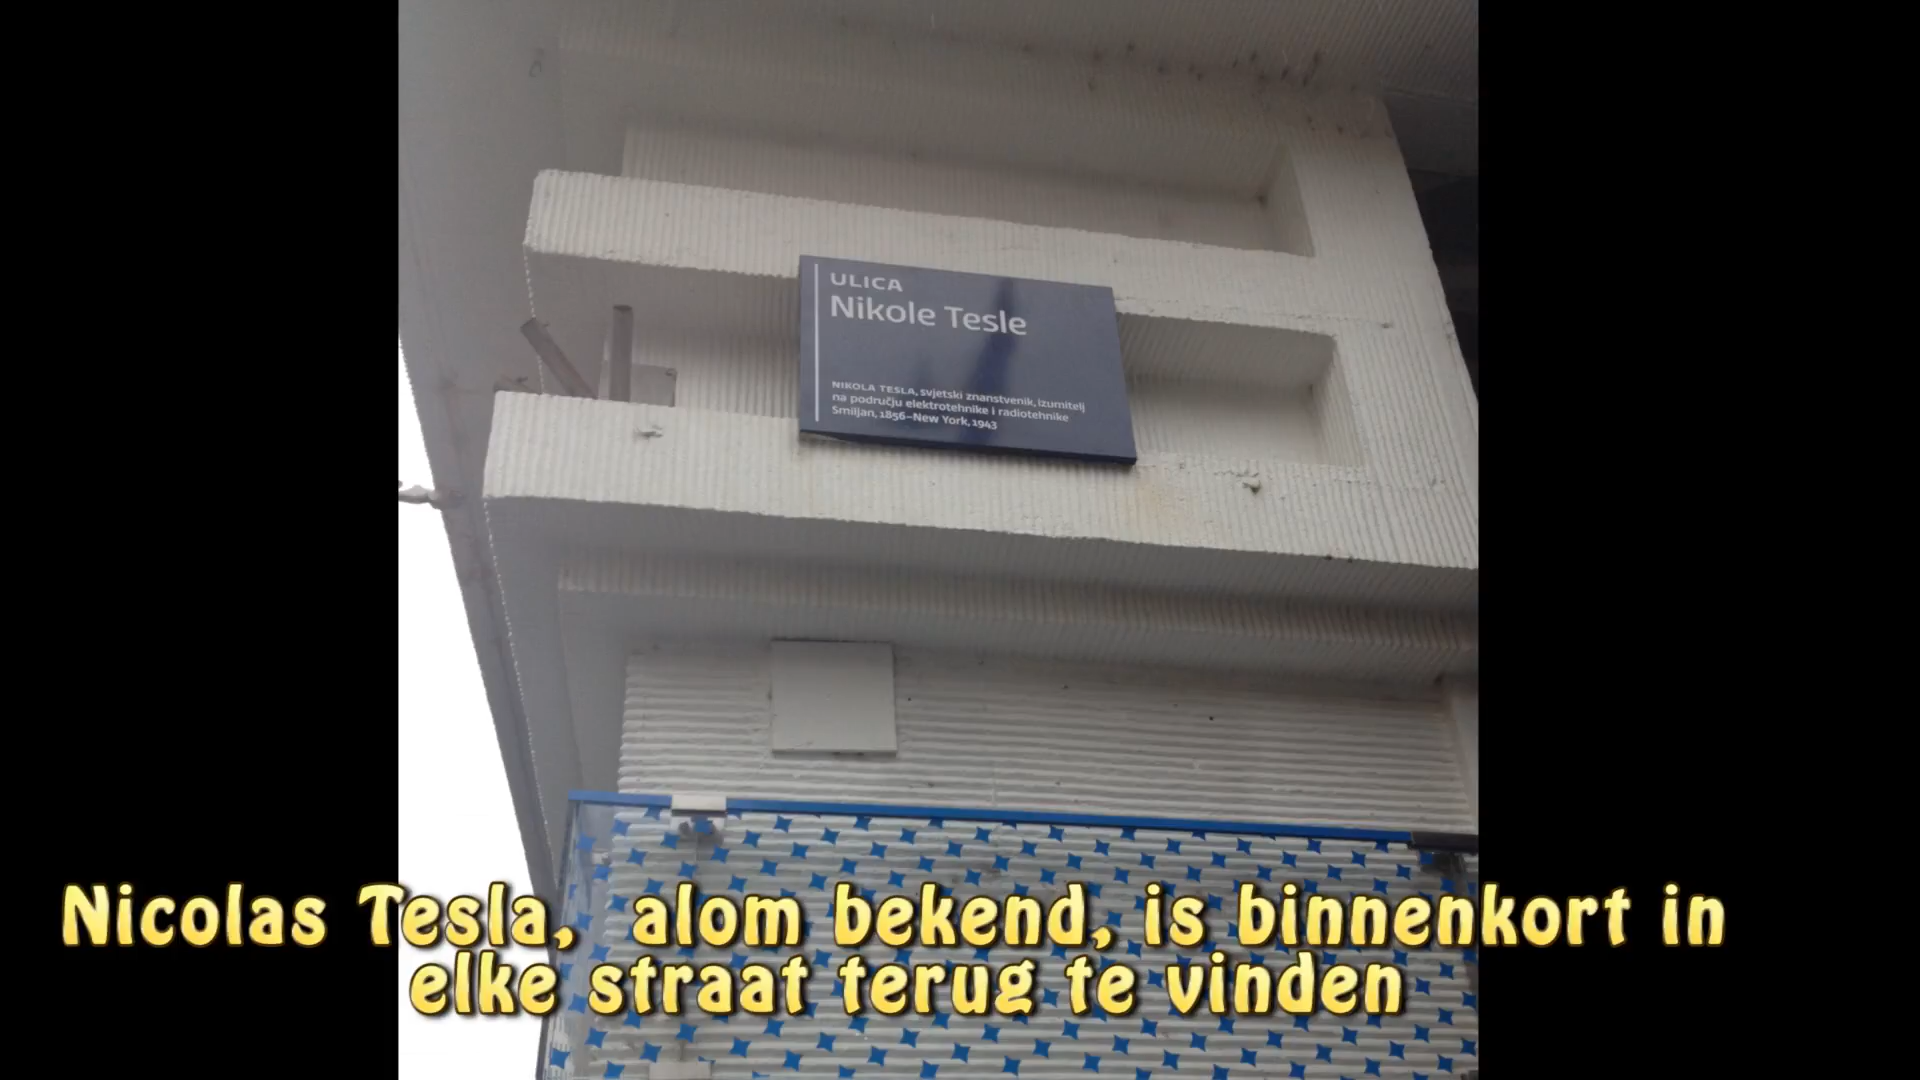 ULICA
Nikole Tesle
NIKOLA TESLA, svjetski znanstvenik, izumitelj
na području elektrotehnike i radiotehnike
Smiljan, 1856–New York, 1943
Nicolas Tesla, alom bekend, is binnenkort in
elke straat terug te vinden